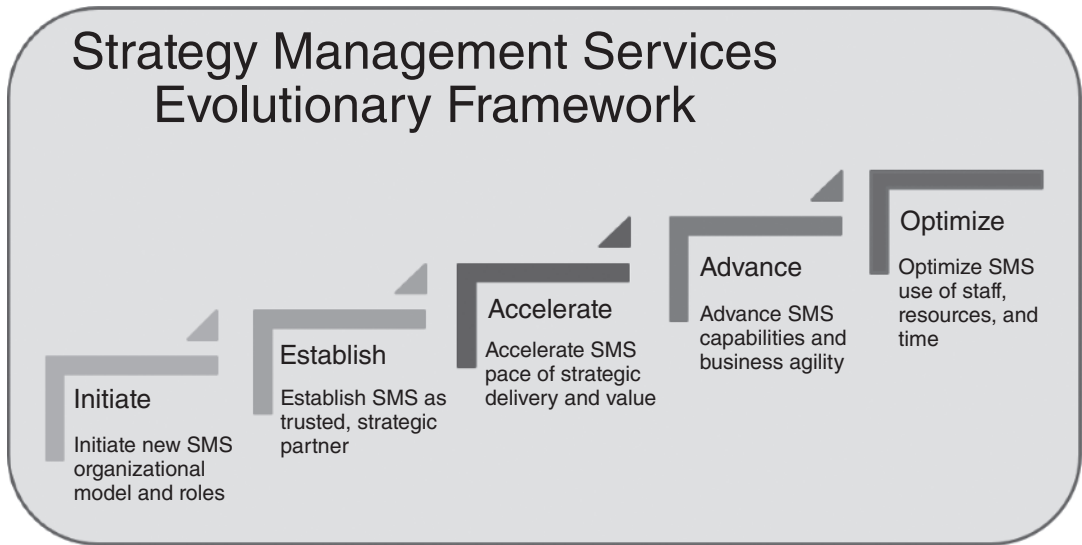 Strategy Management Services
Evolutionary Framework
Initiate
Initiate new SMS
organizational
model and roles
Establish
Establish SMS as
trusted, strategic
partner
Accelerate
Accelerate SMS
pace of strategic
delivery and value
Advance
Advance SMS
capabilities and
business agility
Optimize
Optimize SMS
use of staff,
resources, and
time